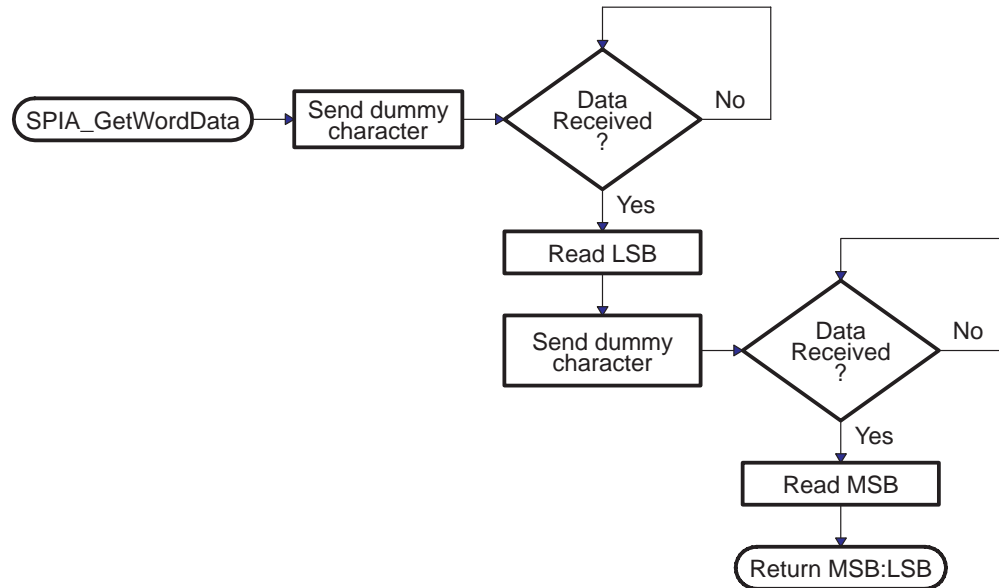 SPIA_GetWordData
Send dummy
character
Data
Received
?
No
Yes
Read LSB
Send dummy
character
Data
Received
?
No
Yes
Read MSB
Return MSB:LSB